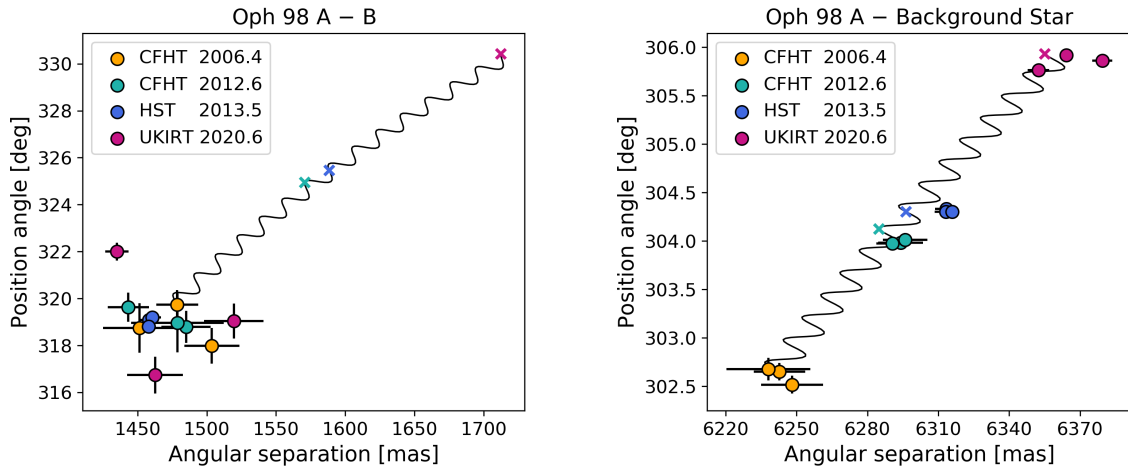 Oph 98 A − B
CFHT 2006.4
CFHT 2012.6
HST 2013.5
UKIRT 2020.6
330
328
326
324
322
320
318
316
Position angle [deg]
1450 1500 1550 1600 1650 1700
Angular separation [mas]
Oph 98 A − Background Star
CFHT 2006.4
CFHT 2012.6
HST 2013.5
UKIRT 2020.6
306.0
305.5
305.0
304.5
304.0
303.5
303.0
302.5
Position angle [deg]
6220 6250 6280 6310 6340 6370
Angular separation [mas]